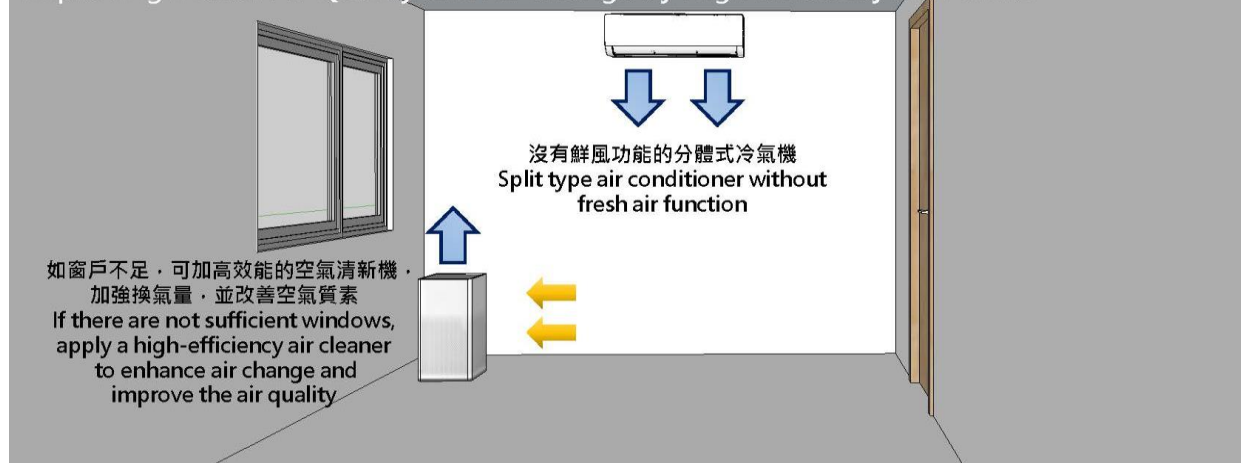 沒有鮮風功能的分體式冷氣機
Split type air conditioner without
fresh air function
如窗戶不足，可加高效能的空氣清新機，
加強換氣量，並改善空氣質素
If there are not sufficient windows,
apply a high-efficiency air cleaner
to enhance air change and
improve the air quality